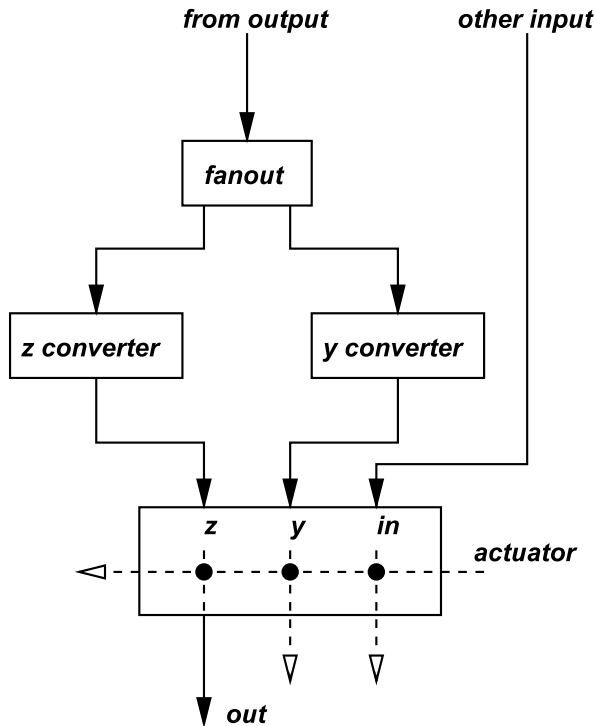 from output
other input
fanout
z converter
y converter
z
y
in
actuator
out